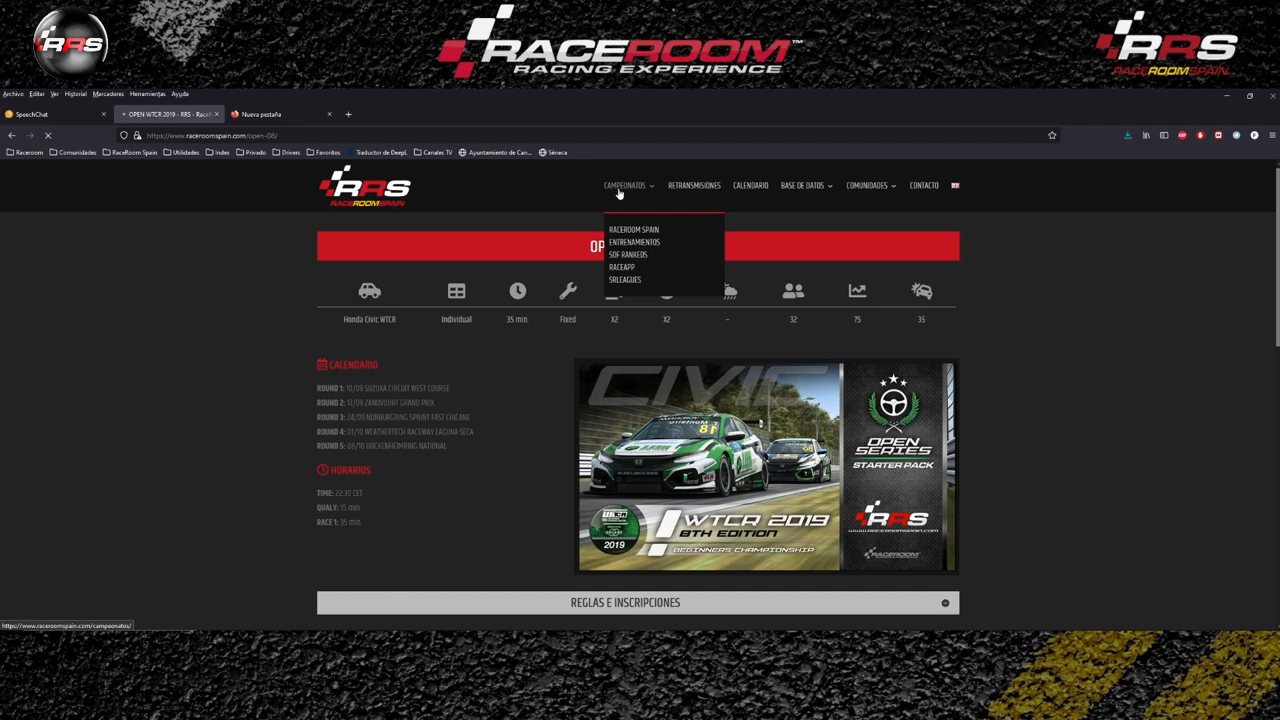 RRS
RACEROOM™
RACING EXPERIENCE
RRS
RACEROOMSPAIN
Archivo Editar Ver Historial Marcadores Herramientas Ayuda
SpeechChat
OPEN WTCR 2019 - RRS - RaceR
Nueva pestaña
https://www.raceroomspain.com/open-08/
Raceroom Comunidades RaceRoom Spain Utilidades Index Privado Drivers Favoritos Traductor de DeepL Canales TV Ayuntamiento de Can... Séneca
RRS
RACEROOMSPAIN
CAMPEONATOS RETRANSMISIONES CALENDARIO BASE DE DATOS COMUNIDADES CONTACTO
RACEROOM SPAIN
ENTRENAMIENTOS
SOF RANKEDS
RACEAPP
SRLEAGUES
OP
Honda Civic WTCR Individual 35 min. Fixed X2 X2 - 32 75 35
CALENDARIO
ROUND 1: 10/09 SUZUKA CIRCUIT WEST COURSE
ROUND 2: 17/09 ZANDVOORT GRAND PRIX
ROUND 3: 24/09 NÜRBURGRING SPRINT FAST CHICANE
ROUND 4: 01/10 WEATHERTECH RACEWAY LAGUNA SECA
ROUND 5: 08/10 HOCKENHEIMRING NATIONAL
HORARIOS
TIME: 22:30 CET
QUALY: 15 min
RACE 1: 35 min.
CIVIC
OPEN
SERIES
STARTER PACK
RRS
WWW.RACEROOMSPAIN.COM
RACEROOM
WTCR
2019
WTCR 2019
8TH EDITION
BEGINNERS CHAMPIONSHIP
REGLAS E INSCRIPCIONES
https://www.raceroomspain.com/campeonatos/